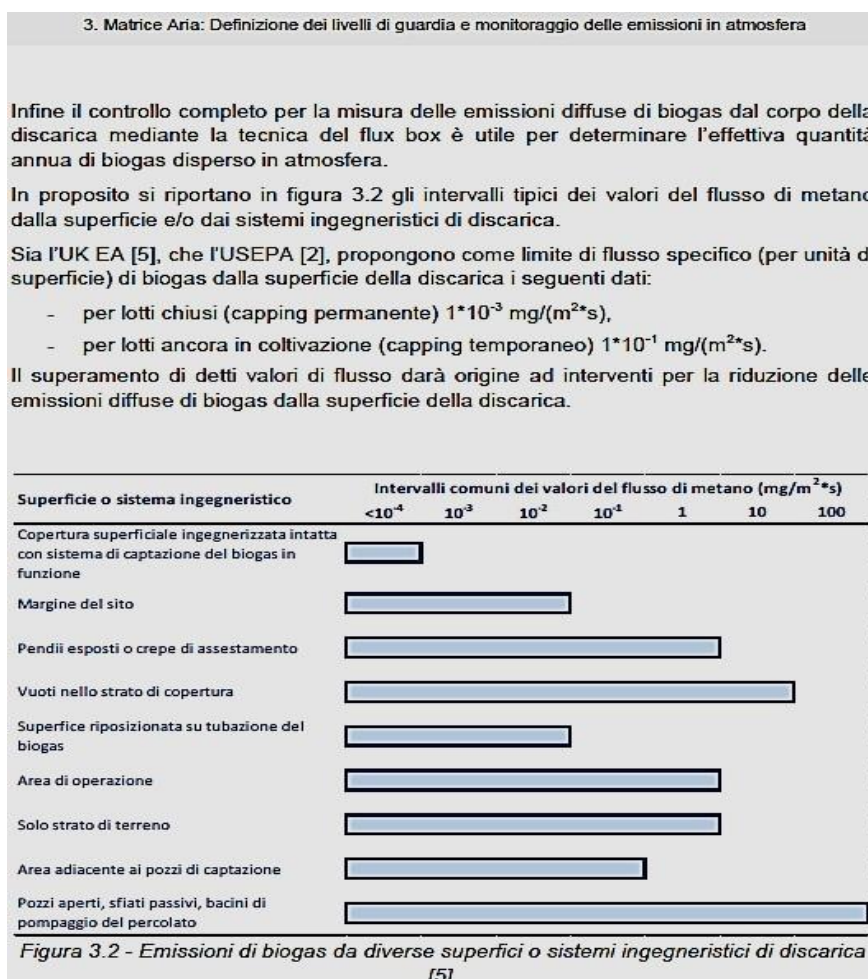 3. Matrice Aria: Definizione dei livelli di guardia e monitoraggio delle emissioni in atmosfera
Infine il controllo completo per la misura delle emissioni diffuse di biogas dal corpo della
discarica mediante la tecnica del flux box è utile per determinare l'effettiva quantità
annua di biogas disperso in atmosfera.
In proposito si riportano in figura 3.2 gli intervalli tipici dei valori del flusso di metano
dalla superficie e/o dai sistemi ingegneristici di discarica.
Sia l'UK EA [5], che l'USEPA [2], propongono come limite di flusso specifico (per unità d
superficie) di biogas dalla superficie della discarica i seguenti dati:
- per lotti chiusi (capping permanente) 1*10⁻³ mg/(m²*s),
- per lotti ancora in coltivazione (capping temporaneo) 1*10⁻¹ mg/(m²*s).
Il superamento di detti valori di flusso darà origine ad interventi per la riduzione delle
emissioni diffuse di biogas dalla superficie della discarica.
Superficie o sistema ingegneristico
Intervalli comuni dei valori del flusso di metano (mg/m²*s)
<10⁻⁴ 10⁻³ 10⁻² 10⁻¹ 1 10 100
Copertura superficiale ingegnerizzata intatta
con sistema di captazione del biogas in
funzione
Margine del sito
Pendii esposti o crepe di assestamento
Vuoti nello strato di copertura
Superfice riposizionata su tubazione del
biogas
Area di operazione
Solo strato di terreno
Area adiacente ai pozzi di captazione
Pozzi aperti, sfiati passivi, bacini di
pompaggio del percolato
Figura 3.2 - Emissioni di biogas da diverse superfici o sistemi ingegneristici di discarica
[5]